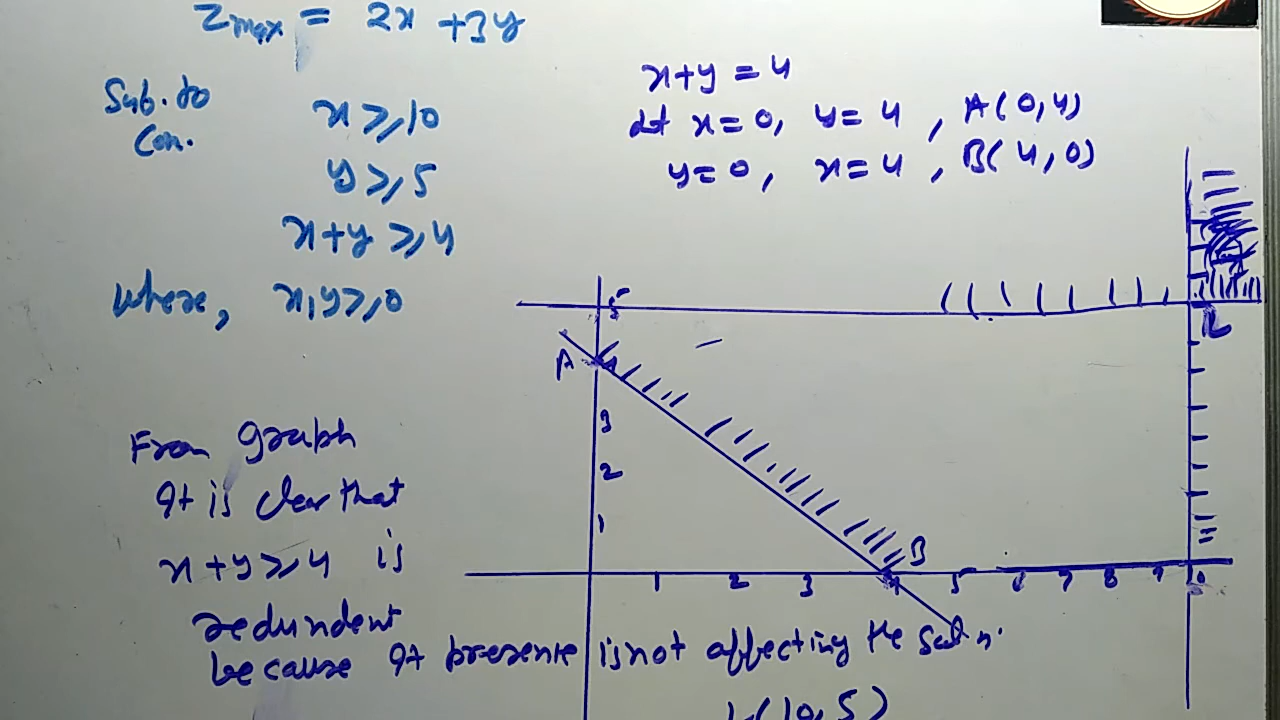 Zmax = 2x + 3y
Sub. to
Con.
x ≥ 10
y ≥ 5
x+y ≥ 4
where, x,y ≥ 0
x+y = 4
at x=0, y=4, A(0,4)
y=0, x=4, B(4,0)
5
A 4
3
2
1
B
1 2 3 4 5 6 7 8 9 10
L
From graph
It is clear that
x+y ≥ 4 is
redundent
because It presente is not affecting the Solⁿ.
L(10,5)